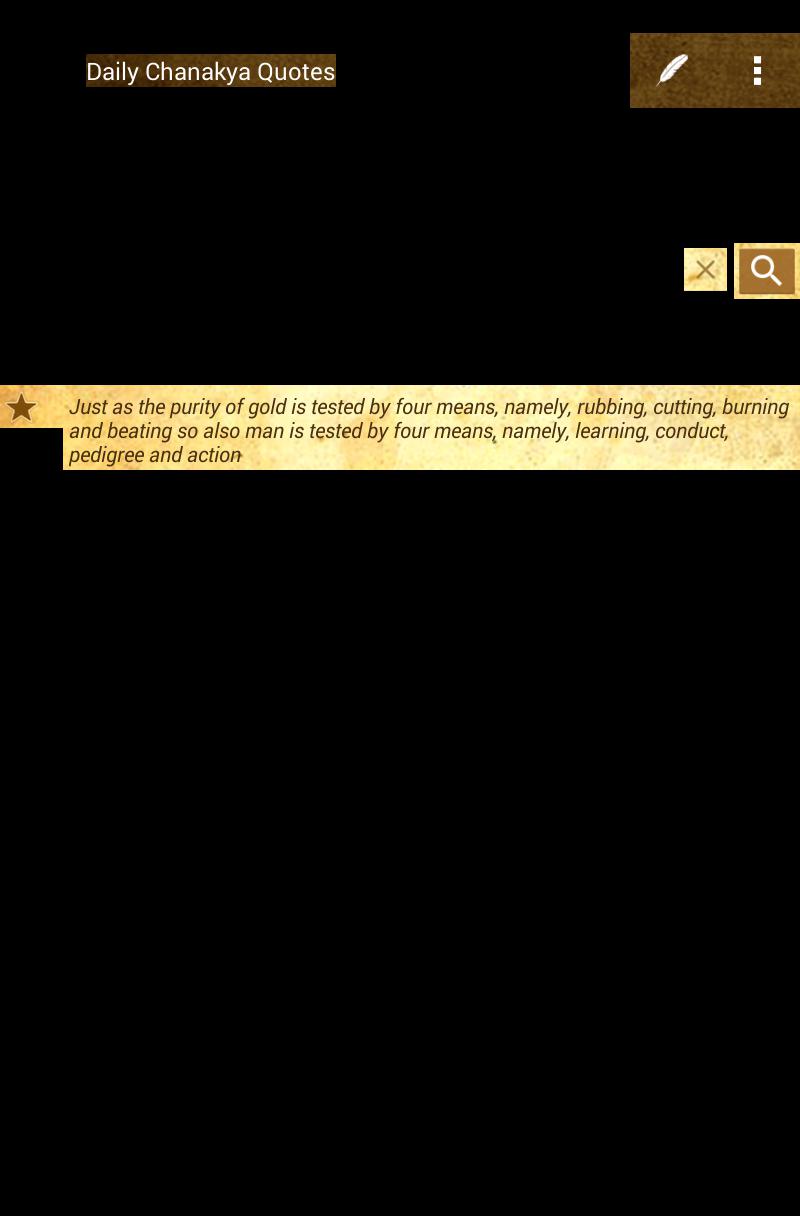 Daily Chanakya Quotes
Just as the purity of gold is tested by four means, namely, rubbing, cutting, burning
and beating so also man is tested by four means, namely, learning, conduct,
pedigree and action